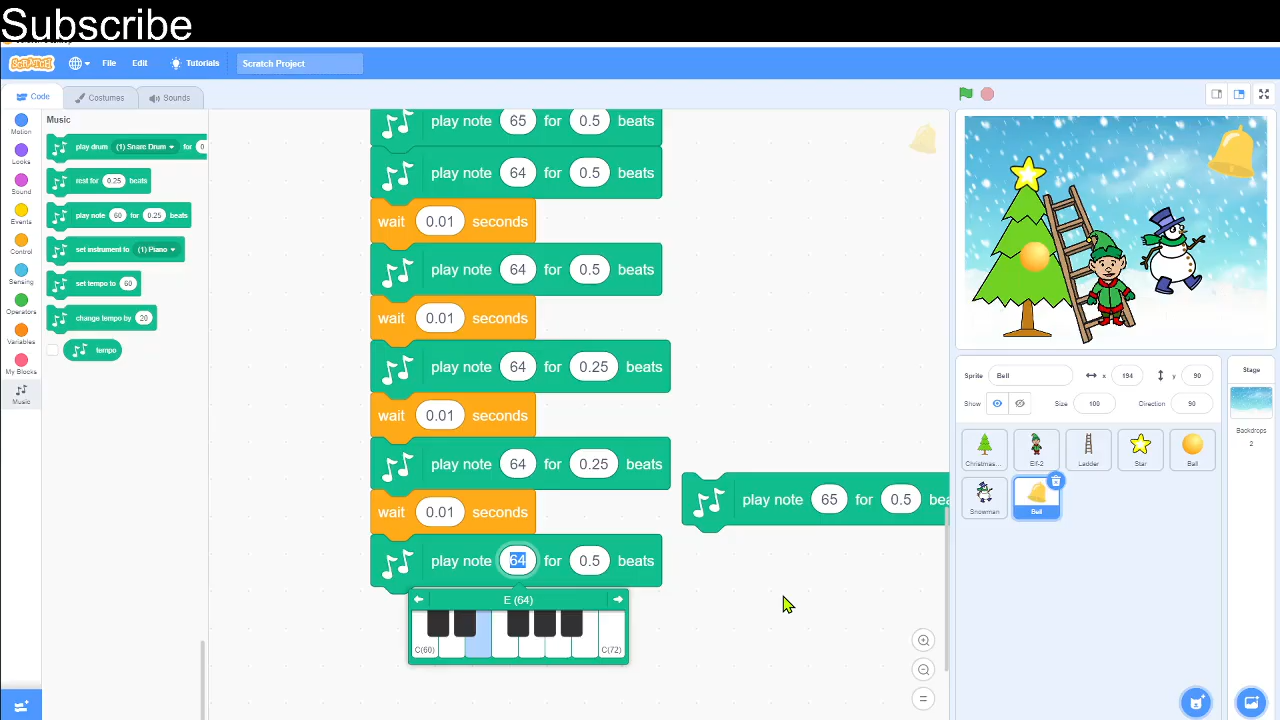 Subscribe
SCRATCH
File
Edit
Tutorials
Scratch Project
Code
Costumes
Sounds
Motion
Looks
Sound
Events
Control
Sensing
Operators
Variables
My Blocks
Music
Music
play drum (1) Snare Drum for 0
rest for 0.25 beats
play note 60 for 0.25 beats
set instrument to (1) Piano
set tempo to 60
change tempo by 20
tempo
play note 65 for 0.5 beats
play note 64 for 0.5 beats
wait 0.01 seconds
play note 64 for 0.5 beats
wait 0.01 seconds
play note 64 for 0.25 beats
wait 0.01 seconds
play note 64 for 0.25 beats
wait 0.01 seconds
play note 64 for 0.5 beats
E (64)
C(60)
C(72)
play note 65 for 0.5 bea
Sprite Bell x 194 y 90
Show Size 100 Direction 90
Christmas...
Elf-2
Ladder
Star
Ball
Snowman
Bell
Stage
Backdrops
2